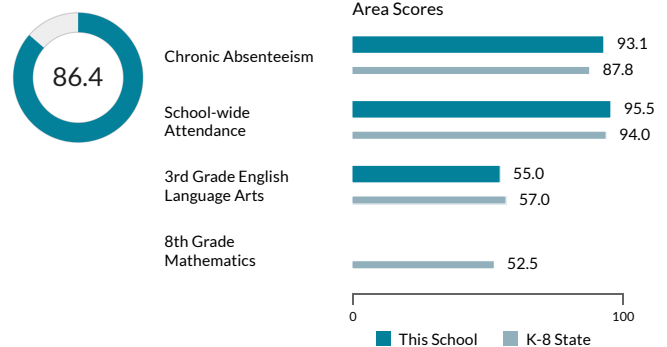 Area Scores
86.4
Chronic Absenteeism
93.1
87.8
School-wide
Attendance
95.5
94.0
3rd Grade English
Language Arts
55.0
57.0
8th Grade
Mathematics
52.5
0
100
This School
K-8 State